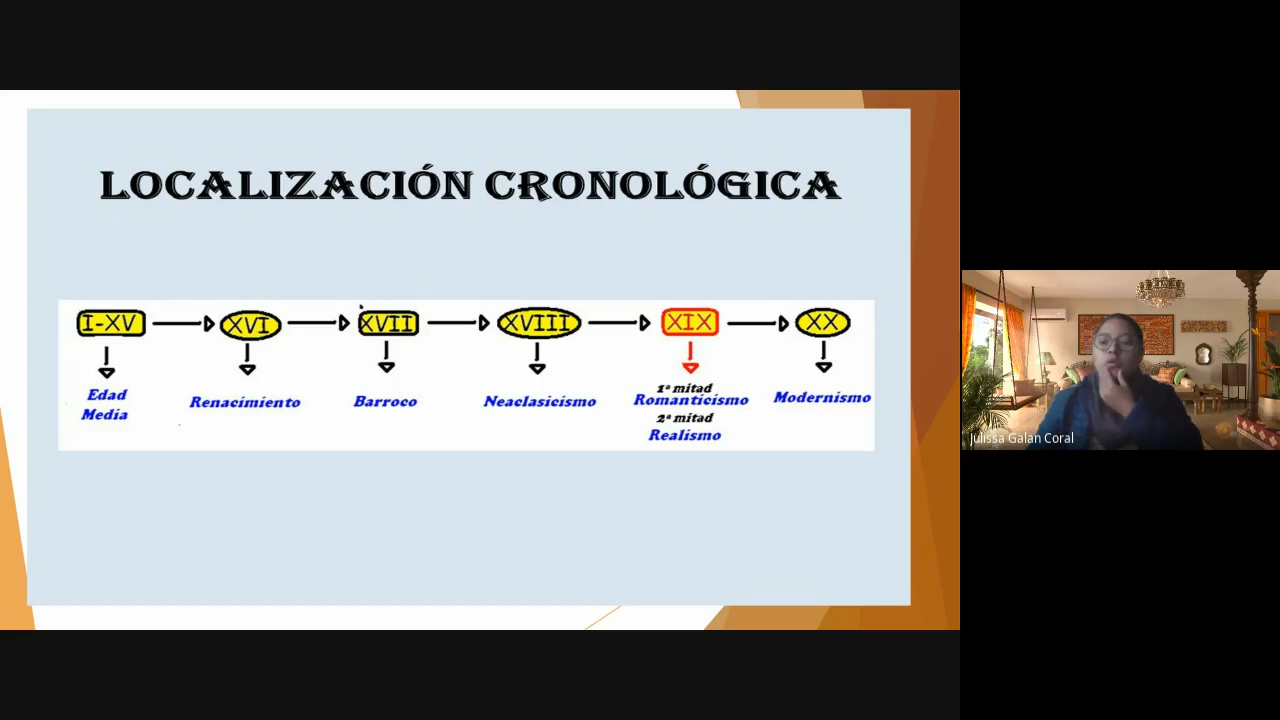 LOCALIZACIÓN CRONOLÓGICA
I-XV XVI XVII XVIII XIX XX
Edad Media
Renacimiento
Barroco
Neaclasicismo
1ª mitad
Romanticismo
2ª mitad
Realismo
Modernismo
Julissa Galan Coral